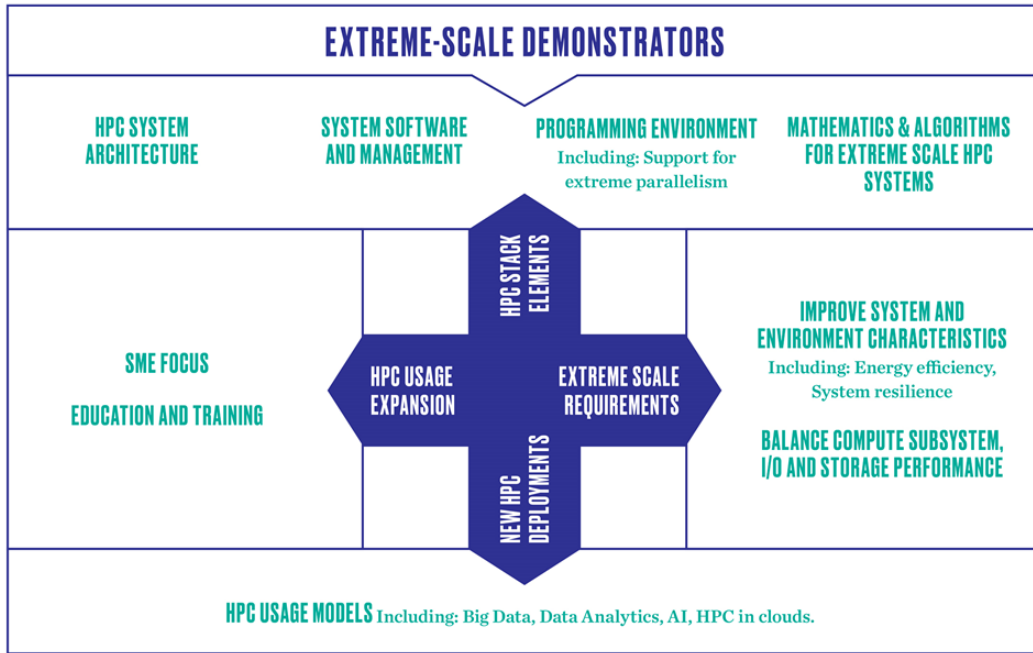 EXTREME-SCALE DEMONSTRATORS
HPC SYSTEM
ARCHITECTURE
SYSTEM SOFTWARE
AND MANAGEMENT
PROGRAMMING ENVIRONMENT
Including: Support for
extreme parallelism
MATHEMATICS & ALGORITHMS
FOR EXTREME SCALE HPC
SYSTEMS
HPC STACK
ELEMENTS
SME FOCUS
EDUCATION AND TRAINING
HPC USAGE
EXPANSION
EXTREME SCALE
REQUIREMENTS
IMPROVE SYSTEM AND
ENVIRONMENT CHARACTERISTICS
Including: Energy efficiency,
System resilience
BALANCE COMPUTE SUBSYSTEM,
I/O AND STORAGE PERFORMANCE
NEW HPC
DEPLOYMENTS
HPC USAGE MODELS Including: Big Data, Data Analytics, AI, HPC in clouds.